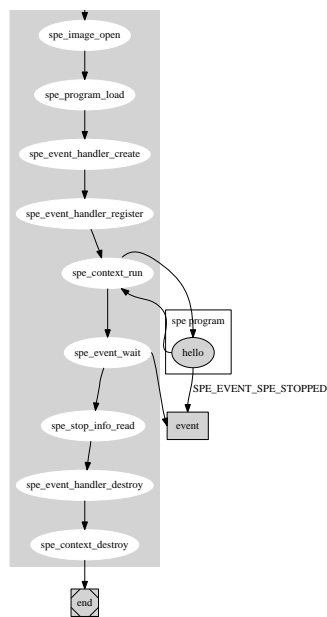 spe_image_open
spe_program_load
spe_event_handler_create
spe_event_handler_register
spe_context_run
spe program
spe_event_wait
hello
SPE_EVENT_SPE_STOPPED
spe_stop_info_read
event
spe_event_handler_destroy
spe_context_destroy
end